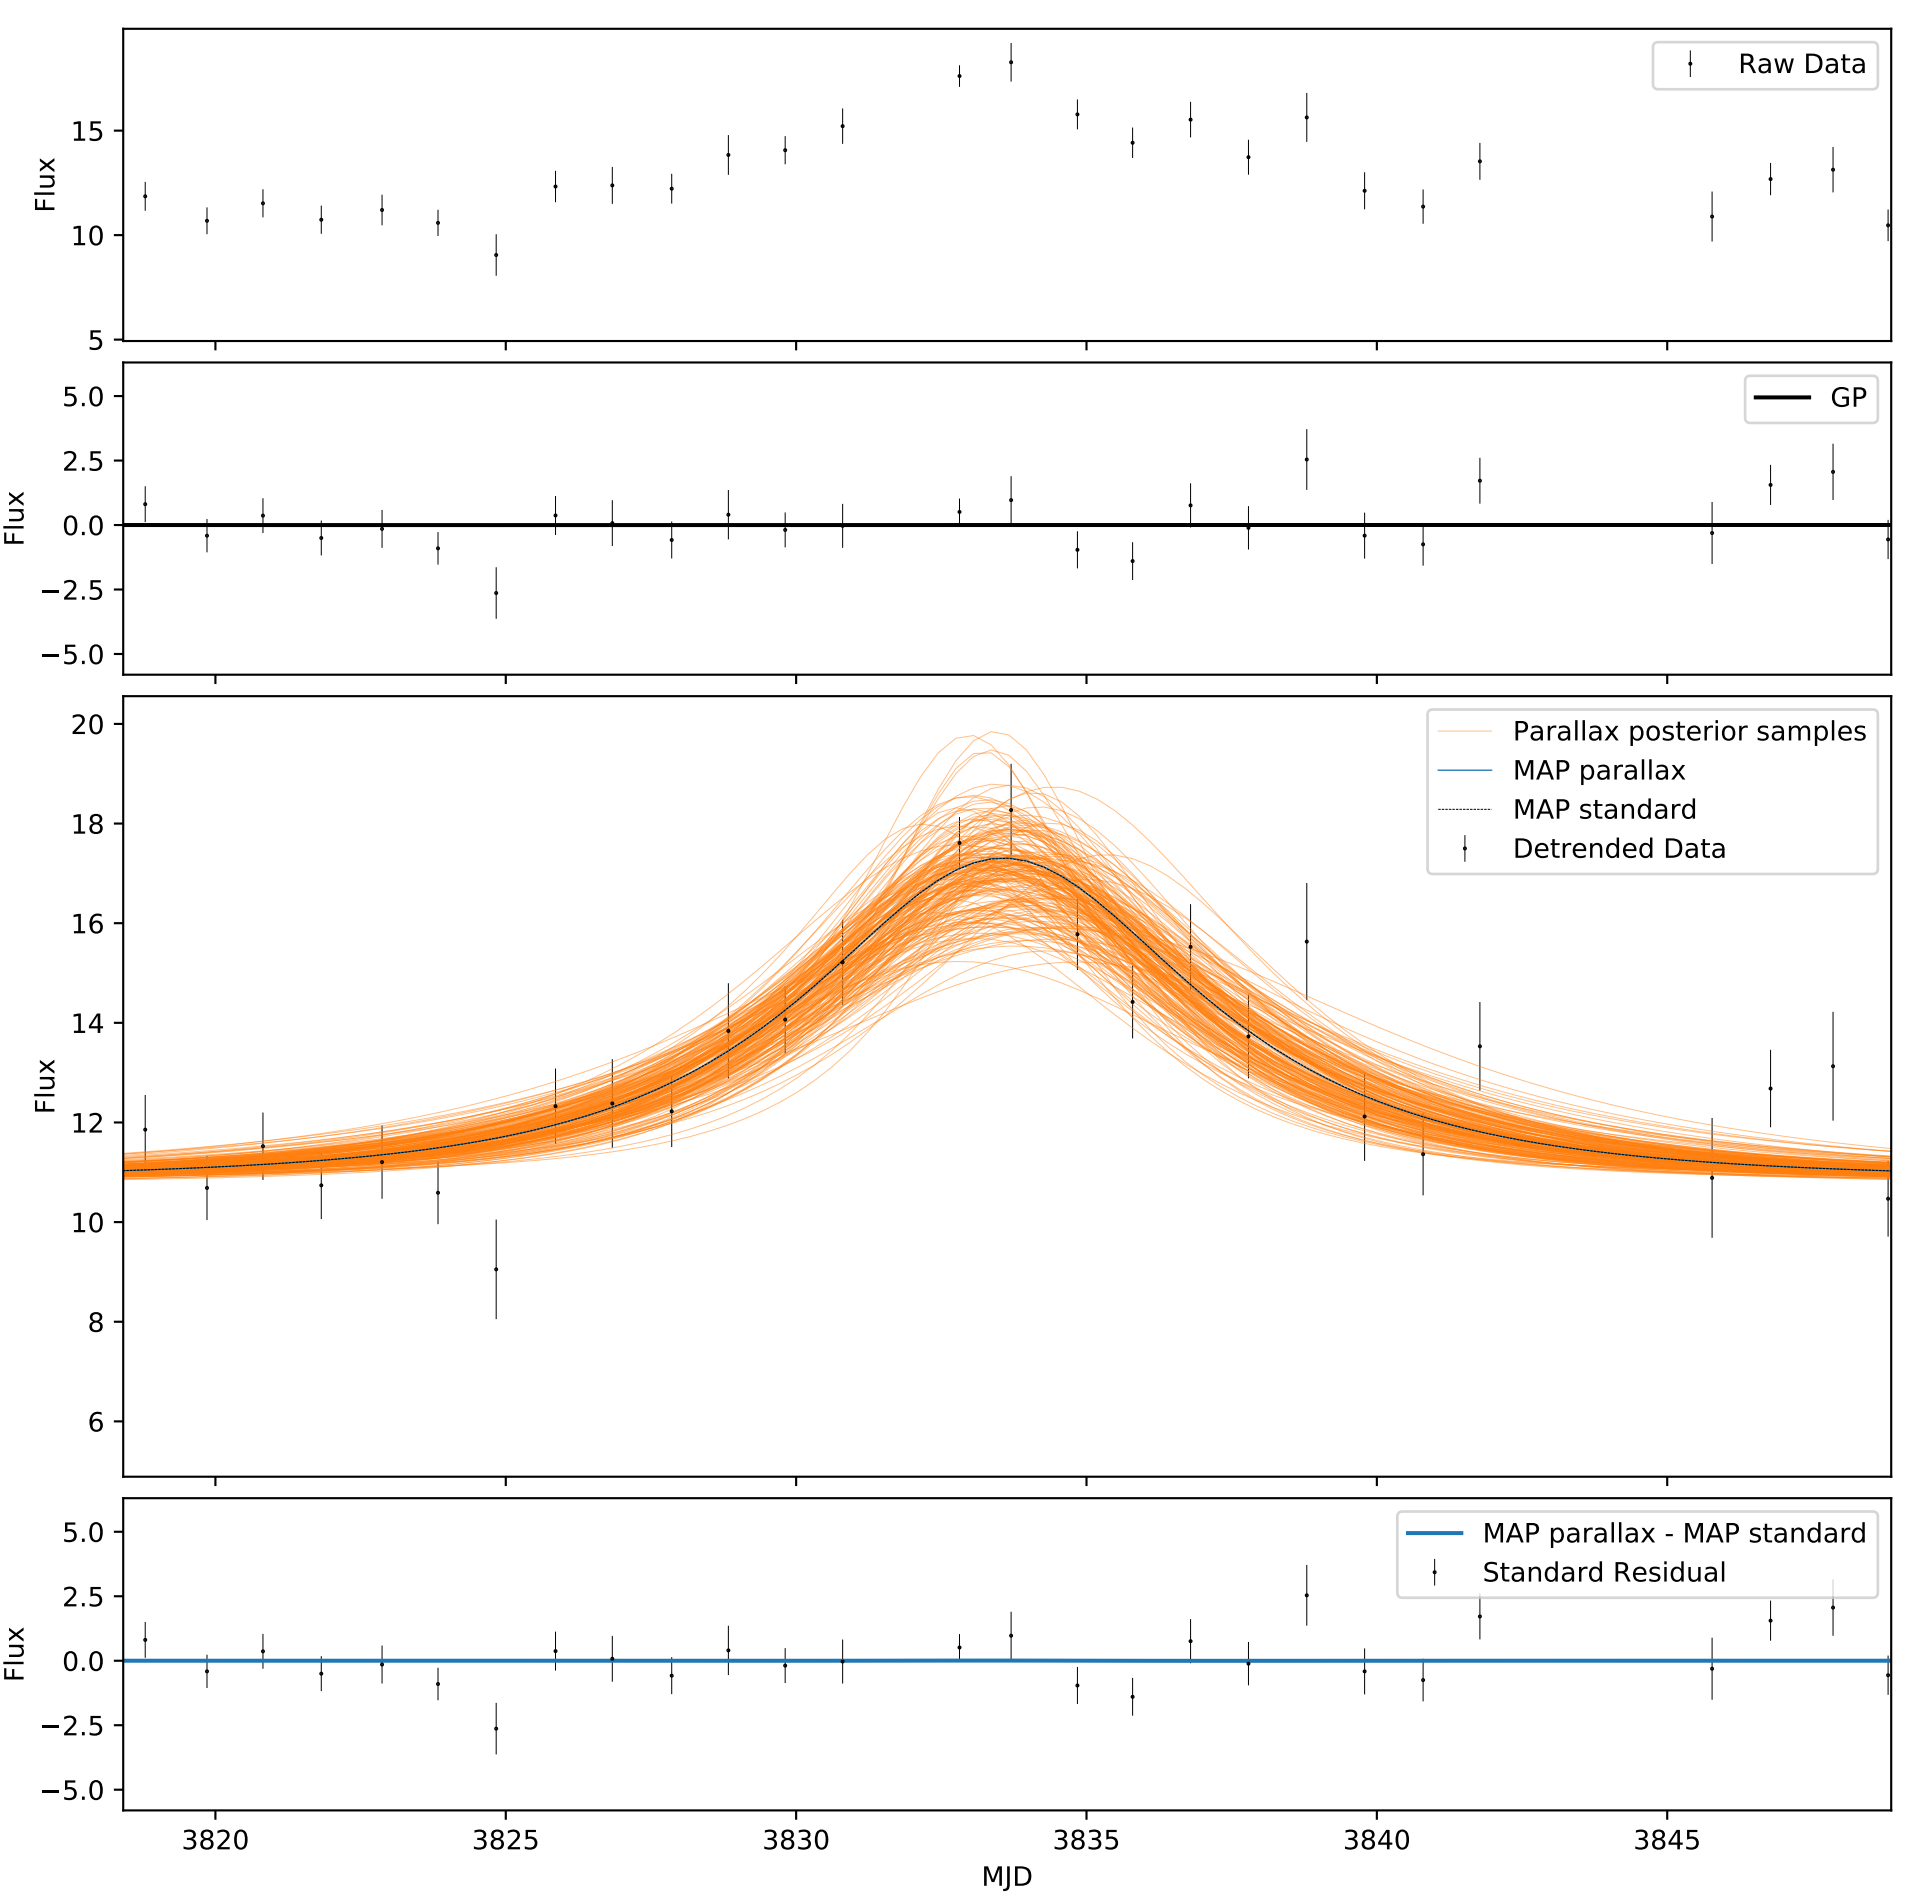 Raw Data
15
10
5
Flux
GP
5.0
2.5
0.0
−2.5
−5.0
Flux
Parallax posterior samples
MAP parallax
MAP standard
Detrended Data
20
18
16
14
12
10
8
6
Flux
MAP parallax - MAP standard
Standard Residual
5.0
2.5
0.0
−2.5
−5.0
Flux
3820 3825 3830 3835 3840 3845
MJD